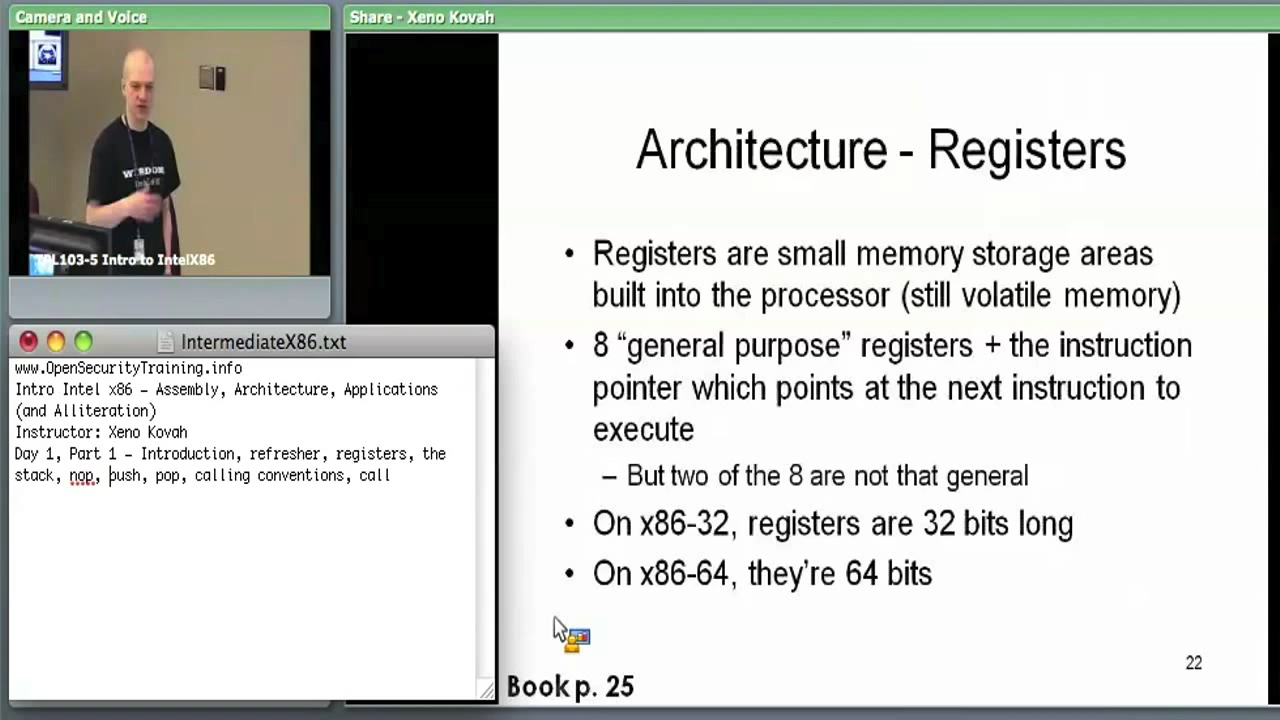 Camera and Voice
Intro to IntelX86
IntermediateX86.txt
www.OpenSecurityTraining.info
Intro Intel x86 – Assembly, Architecture, Applications
(and Alliteration)
Instructor: Xeno Kovah
Day 1, Part 1 – Introduction, refresher, registers, the
stack, nop, push, pop, calling conventions, call
Share - Xeno Kovah
Architecture - Registers
• Registers are small memory storage areas
built into the processor (still volatile memory)
• 8 “general purpose” registers + the instruction
pointer which points at the next instruction to
execute
– But two of the 8 are not that general
• On x86-32, registers are 32 bits long
• On x86-64, they’re 64 bits
22
Book p. 25